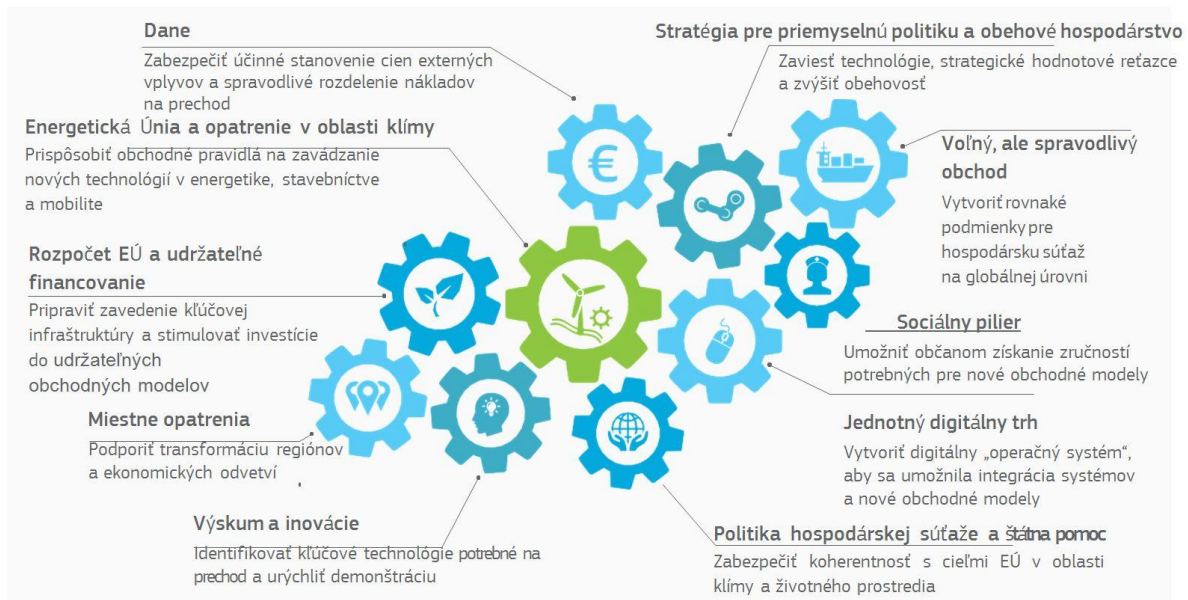 Dane
Zabezpečiť účinné stanovenie cien externých
vplyvov a spravodlivé rozdelenie nákladov
na prechod
Energetická Únia a opatrenie v oblasti klímy
Prispôsobiť obchodné pravidlá na zavádzanie
nových technológií v energetike, stavebníctve
a mobilite
Rozpočet EÚ a udržateľné
financovanie
Pripraviť zavedenie kľúčovej
infraštruktúry a stimulovať investície
do udržateľných
obchodných modelov
Miestne opatrenia
Podporiť transformáciu regiónov
a ekonomických odvetví
Výskum a inovácie
Identifikovať kľúčové technológie potrebné na
prechod a urýchliť demonštráciu
Stratégia pre priemyselnú politiku a obehové hospodárstvo
Zaviesť technológie, strategické hodnotové reťazce
a zvýšiť obehovosť
Voľný, ale spravodlivý
obchod
Vytvoriť rovnaké
podmienky pre
hospodársku súťaž
na globálnej úrovni
Sociálny pilier
Umožniť občanom získanie zručností
potrebných pre nové obchodné modely
Jednotný digitálny trh
Vytvoriť digitálny „operačný systém“,
aby sa umožnila integrácia systémov
a nové obchodné modely
Politika hospodárskej súťaže a štátna pomoc
Zabezpečiť koherentnosť s cieľmi EÚ v oblasti
klímy a životného prostredia
€